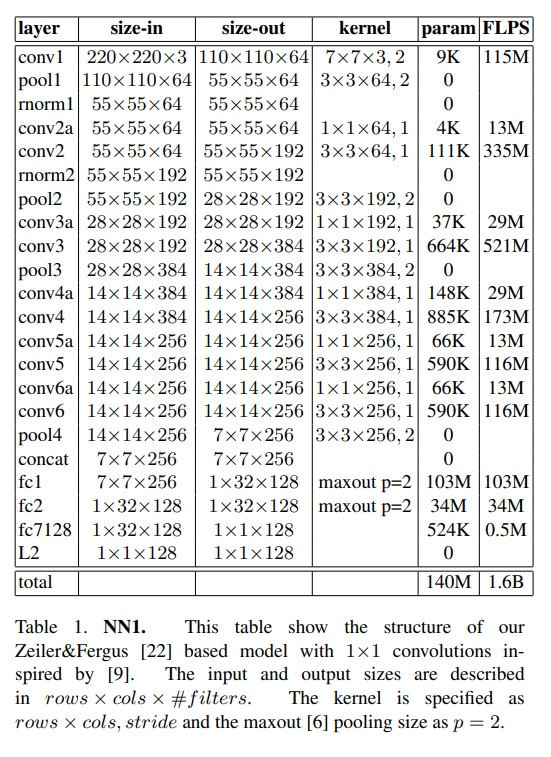 layer size-in size-out kernel param FLPS
conv1 220×220×3 110×110×64 7×7×3, 2 9K 115M
pool1 110×110×64 55×55×64 3×3×64, 2 0
rnorm1 55×55×64 55×55×64 0
conv2a 55×55×64 55×55×64 1×1×64, 1 4K 13M
conv2 55×55×64 55×55×192 3×3×64, 1 111K 335M
rnorm2 55×55×192 55×55×192 0
pool2 55×55×192 28×28×192 3×3×192, 2 0
conv3a 28×28×192 28×28×192 1×1×192, 1 37K 29M
conv3 28×28×192 28×28×384 3×3×192, 1 664K 521M
pool3 28×28×384 14×14×384 3×3×384, 2 0
conv4a 14×14×384 14×14×384 1×1×384, 1 148K 29M
conv4 14×14×384 14×14×256 3×3×384, 1 885K 173M
conv5a 14×14×256 14×14×256 1×1×256, 1 66K 13M
conv5 14×14×256 14×14×256 3×3×256, 1 590K 116M
conv6a 14×14×256 14×14×256 1×1×256, 1 66K 13M
conv6 14×14×256 14×14×256 3×3×256, 1 590K 116M
pool4 14×14×256 7×7×256 3×3×256, 2 0
concat 7×7×256 7×7×256 0
fc1 7×7×256 1×32×128 maxout p=2 103M 103M
fc2 1×32×128 1×32×128 maxout p=2 34M 34M
fc7128 1×32×128 1×1×128 524K 0.5M
L2 1×1×128 1×1×128 0
total 140M 1.6B
Table 1. NN1. This table show the structure of our
Zeiler&Fergus [22] based model with 1×1 convolutions in-
spired by [9]. The input and output sizes are described
in rows × cols × #filters. The kernel is specified as
rows × cols, stride and the maxout [6] pooling size as p = 2.